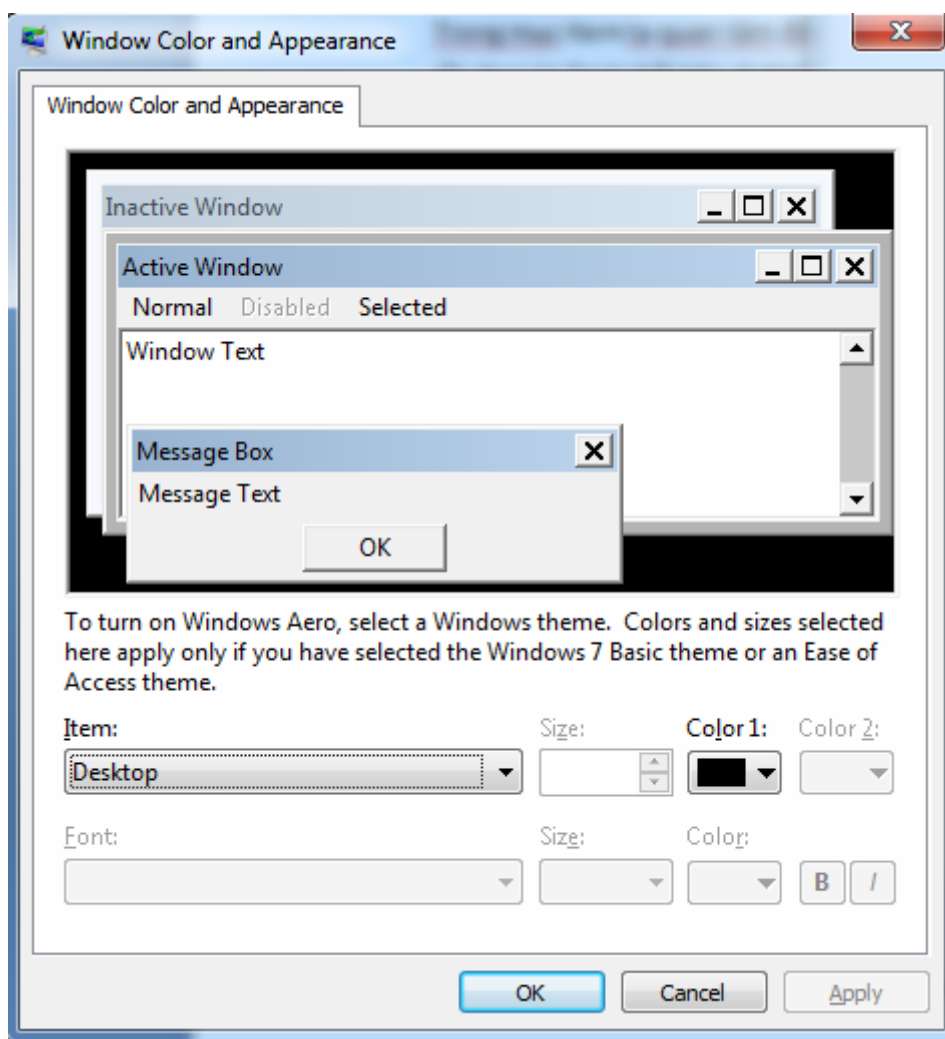 Window Color and Appearance
Window Color and Appearance
Inactive Window
Active Window
Normal Disabled Selected
Window Text
Message Box
Message Text
OK
To turn on Windows Aero, select a Windows theme. Colors and sizes selected
here apply only if you have selected the Windows 7 Basic theme or an Ease of
Access theme.
Item: Size: Color 1: Color 2:
Desktop
Font: Size: Color:
B I
OK Cancel Apply